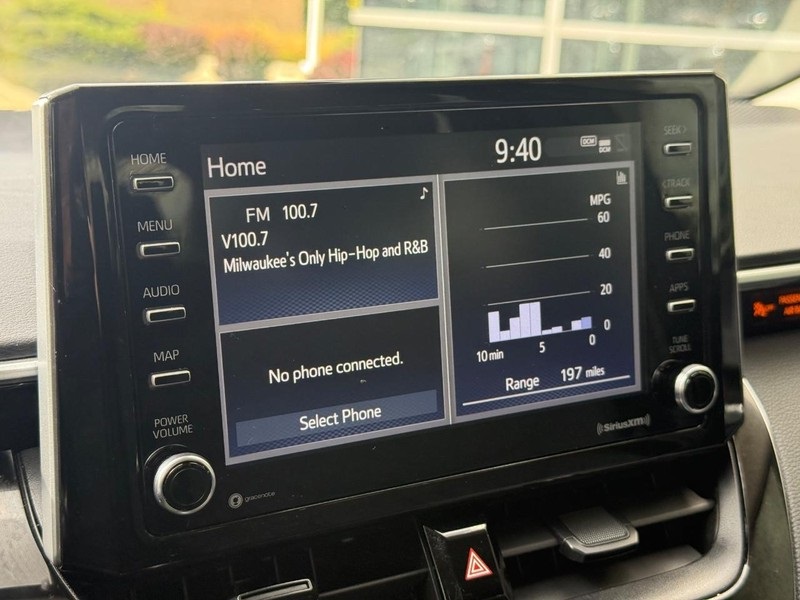 HOME
MENU
AUDIO
MAP
POWER
VOLUME
Home
9:40
DCM
DCM
FM 100.7
V100.7
Milwaukee's Only Hip-Hop and R&B
No phone connected.
Select Phone
MPG
60
40
20
0
10 min 5 0
Range 197 miles
SEEK >
< TRACK
PHONE
APPS
TUNE
SCROLL
SiriusXM
gracenote